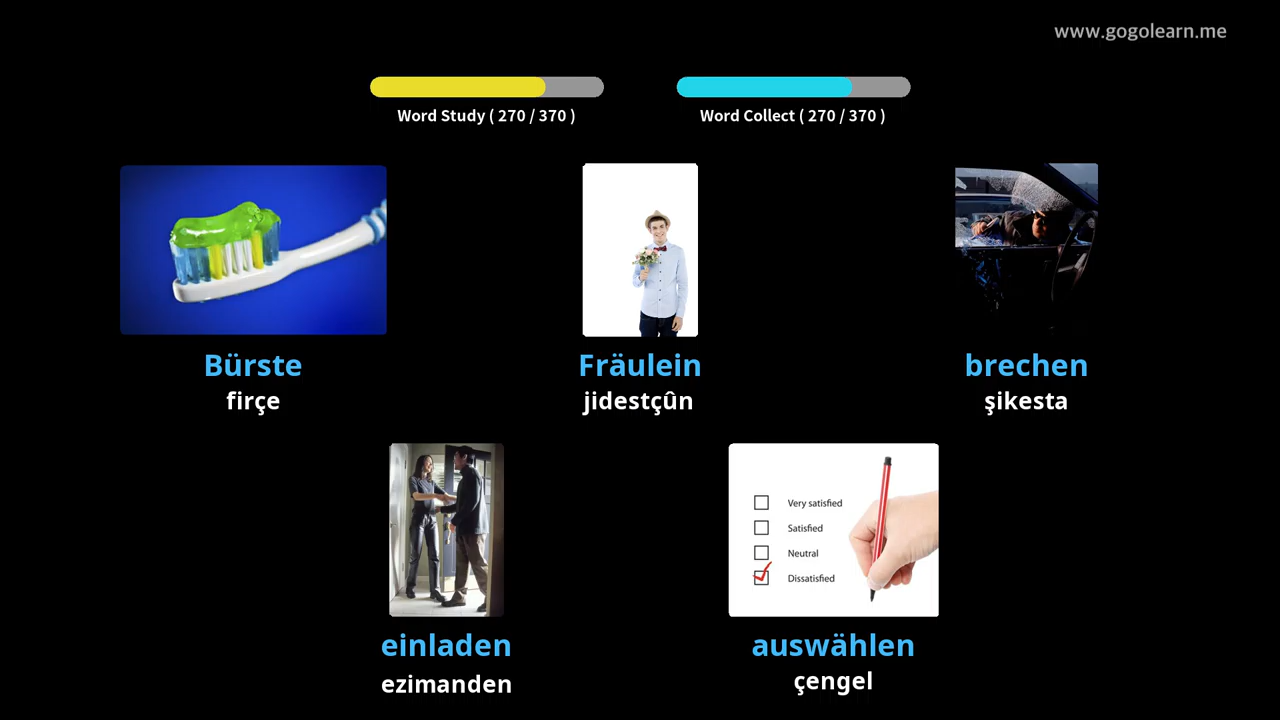 www.gogolearn.me
Word Study ( 270 / 370 )
Word Collect ( 270 / 370 )
Bürste
firçe
Fräulein
jidestçûn
brechen
şikesta
Very satisfied
Satisfied
Neutral
Dissatisfied
einladen
ezimanden
auswählen
çengel